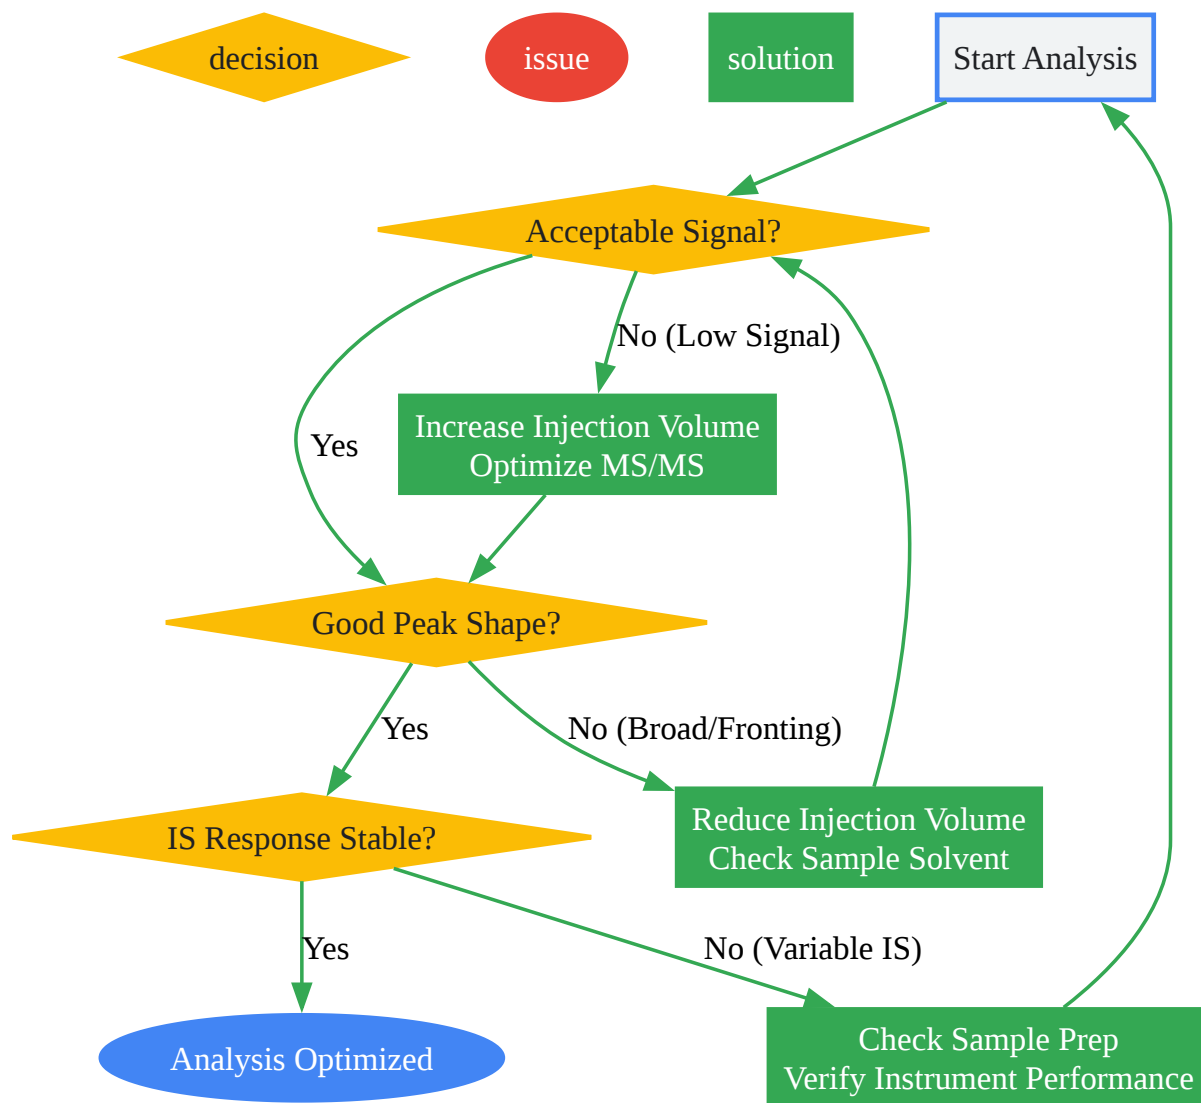 decision
issue
solution
Start Analysis
Acceptable Signal?
No (Low Signal)
Yes
Increase Injection Volume
Optimize MS/MS
Good Peak Shape?
Yes
No (Broad/Fronting)
Reduce Injection Volume
Check Sample Solvent
IS Response Stable?
Yes
No (Variable IS)
Analysis Optimized
Check Sample Prep
Verify Instrument Performance